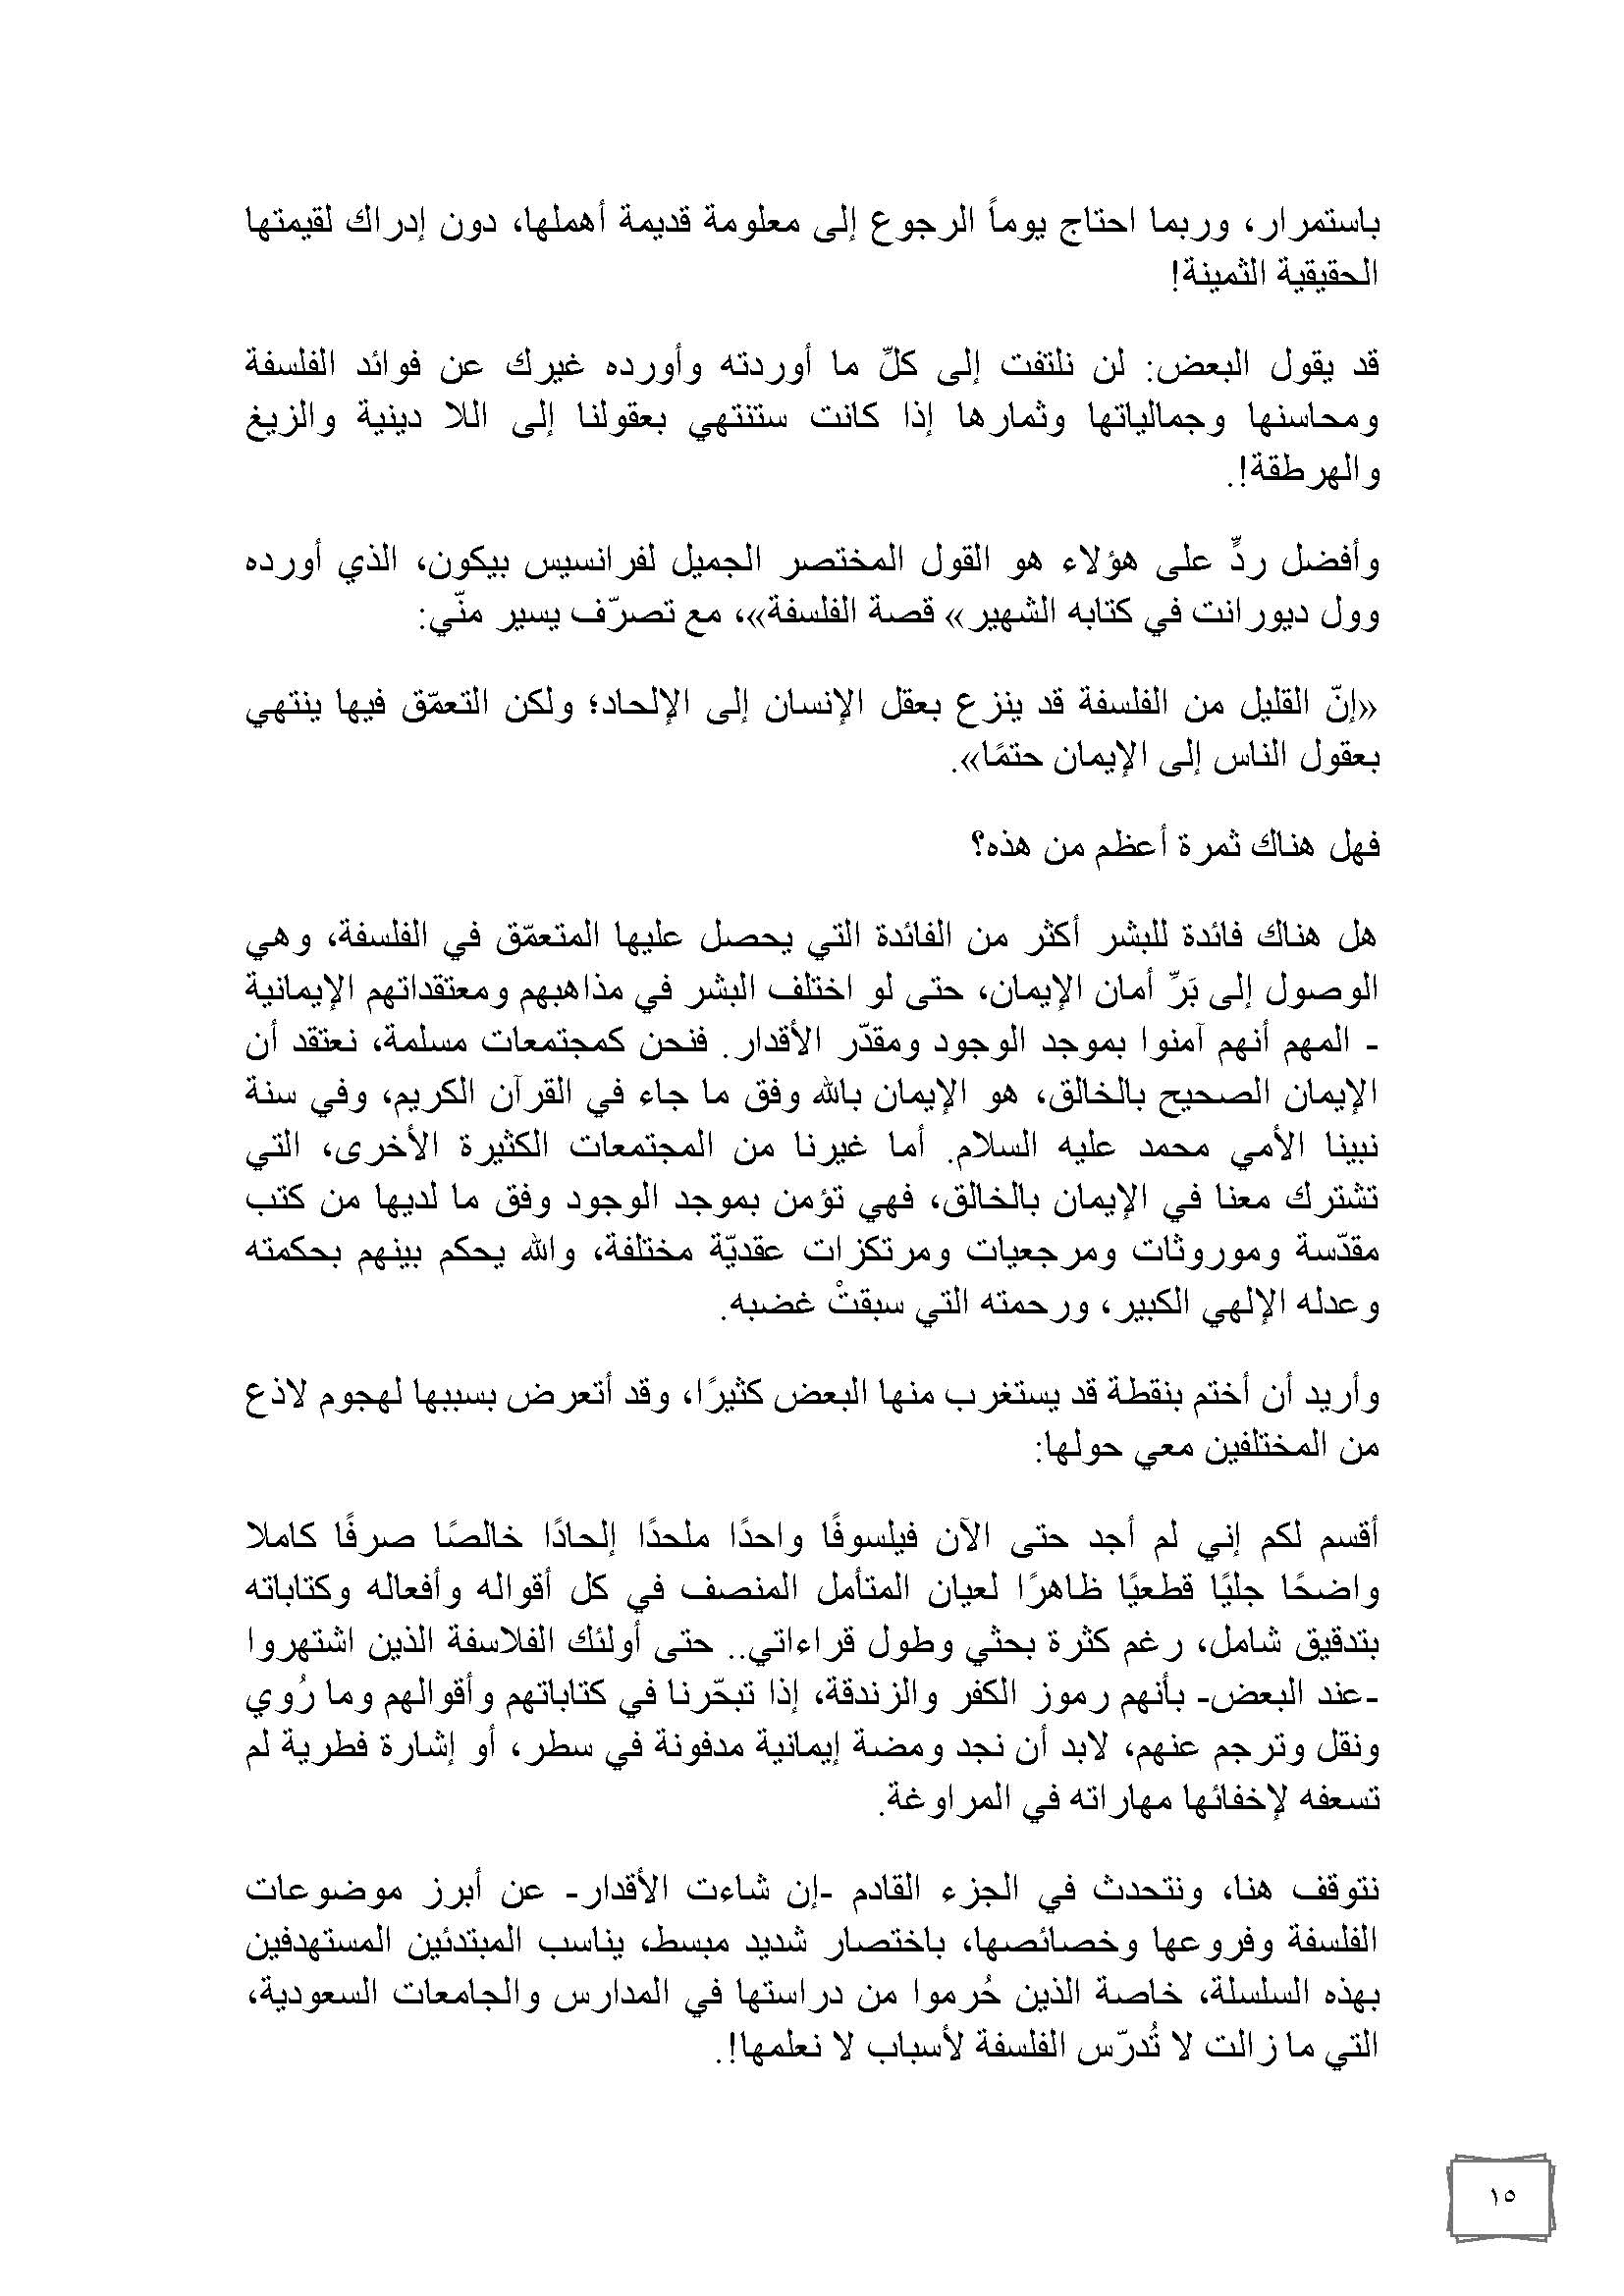 باستمرار، وربما احتاج يوماً الرجوع إلى معلومة قديمة أهملها، دون إدراك لقيمتها
الحقيقية الثمينة!
قد يقول البعض: لن نلتفت إلى كلِّ ما أوردته وأورده غيرك عن فوائد الفلسفة
ومحاسنها وجمالياتها وثمارها إذا كانت ستنتهي بعقولنا إلى اللا دينية والزيغ
والهرطقة!.
وأفضل ردٍّ على هؤلاء هو القول المختصر الجميل لفرانسيس بيكون، الذي أورده
وول ديورانت في كتابه الشهير» قصة الفلسفة»، مع تصرّف يسير منّي:
«إنّ القليل من الفلسفة قد ينزع بعقل الإنسان إلى الإلحاد؛ ولكن التعمّق فيها ينتهي
بعقول الناس إلى الإيمان حتمًا».
فهل هناك ثمرة أعظم من هذه؟
هل هناك فائدة للبشر أكثر من الفائدة التي يحصل عليها المتعمّق في الفلسفة، وهي
الوصول إلى بَرِّ أمان الإيمان، حتى لو اختلف البشر في مذاهبهم ومعتقداتهم الإيمانية
- المهم أنهم آمنوا بموجد الوجود ومقدّر الأقدار. فنحن كمجتمعات مسلمة، نعتقد أن
الإيمان الصحيح بالخالق، هو الإيمان بالله وفق ما جاء في القرآن الكريم، وفي سنة
نبينا الأمي محمد عليه السلام. أما غيرنا من المجتمعات الكثيرة الأخرى، التي
تشترك معنا في الإيمان بالخالق، فهي تؤمن بموجد الوجود وفق ما لديها من كتب
مقدّسة وموروثات ومرجعيات ومرتكزات عقديّة مختلفة، والله يحكم بينهم بحكمته
وعدله الإلهي الكبير، ورحمته التي سبقتْ غضبه.
وأريد أن أختم بنقطة قد يستغرب منها البعض كثيرًا، وقد أتعرض بسببها لهجوم لاذع
من المختلفين معي حولها:
أقسم لكم إني لم أجد حتى الآن فيلسوفًا واحدًا ملحدًا إلحادًا خالصًا صرفًا كاملا
واضحًا جليًا قطعيًا ظاهرًا لعيان المتأمل المنصف في كل أقواله وأفعاله وكتاباته
بتدقيق شامل، رغم كثرة بحثي وطول قراءاتي.. حتى أولئك الفلاسفة الذين اشتهروا
-عند البعض- بأنهم رموز الكفر والزندقة، إذا تبحّرنا في كتاباتهم وأقوالهم وما رُوي
ونقل وترجم عنهم، لابد أن نجد ومضة إيمانية مدفونة في سطر، أو إشارة فطرية لم
تسعفه لإخفائها مهاراته في المراوغة.
نتوقف هنا، ونتحدث في الجزء القادم -إن شاءت الأقدار- عن أبرز موضوعات
الفلسفة وفروعها وخصائصها، باختصار شديد مبسط، يناسب المبتدئين المستهدفين
بهذه السلسلة، خاصة الذين حُرموا من دراستها في المدارس والجامعات السعودية،
التي ما زالت لا تُدرّس الفلسفة لأسباب لا نعلمها!.
١٥